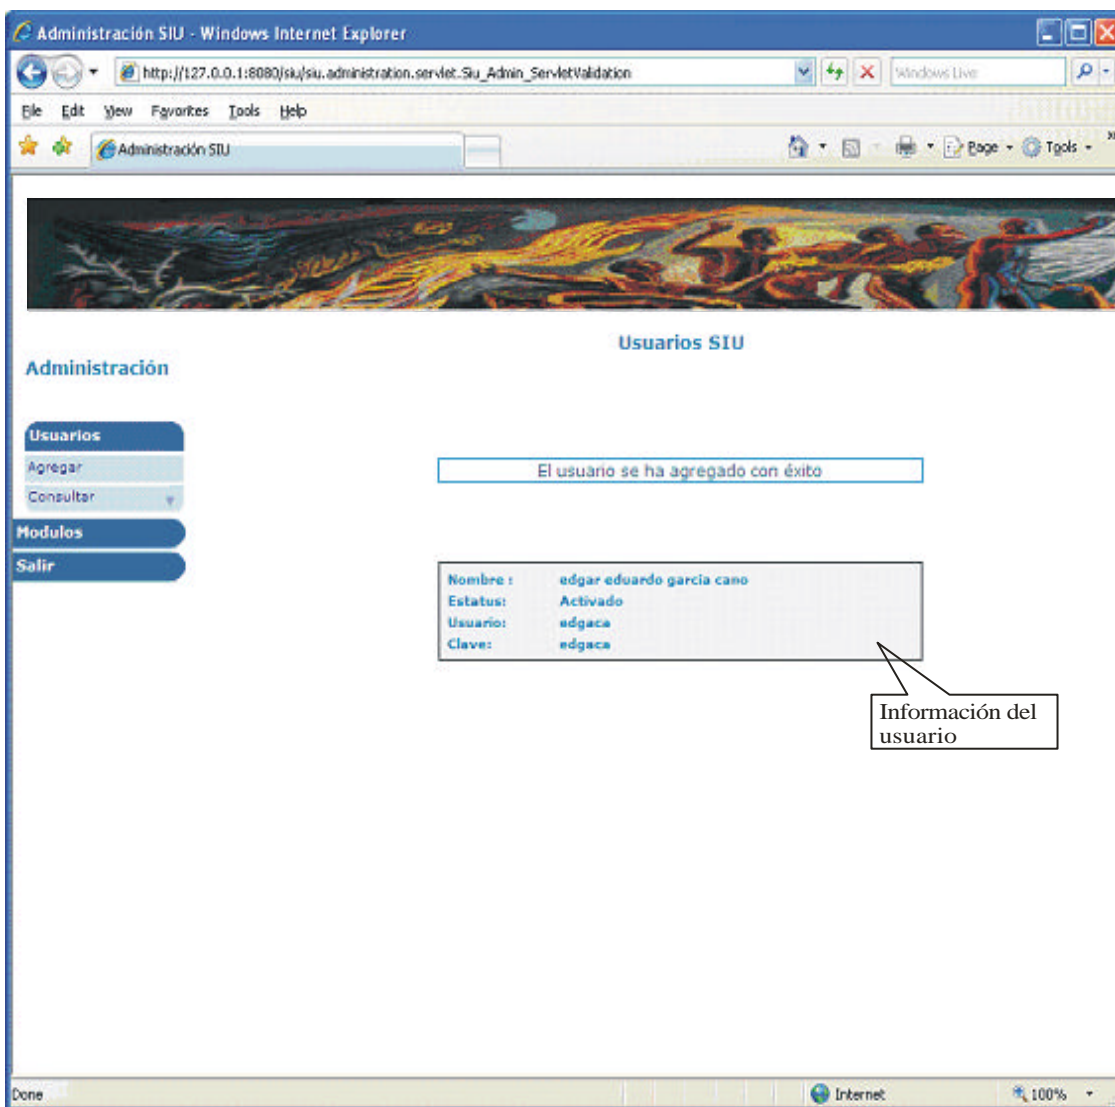 Administración SIU - Windows Internet Explorer
http://127.0.0.1:8080/siu/siu.administration.servlet.Siu_Admin_ServletValidation
Windows Live
File Edit View Favorites Tools Help
Administración SIU
Page Tools
Usuarios SIU
Administración
Usuarios
Agregar
Consultar
Modulos
Salir
El usuario se ha agregado con éxito
Nombre : edgar eduardo garcia cano
Estatus: Activado
Usuario: edgaca
Clave: edgaca
Información del
usuario
Done Internet 100%